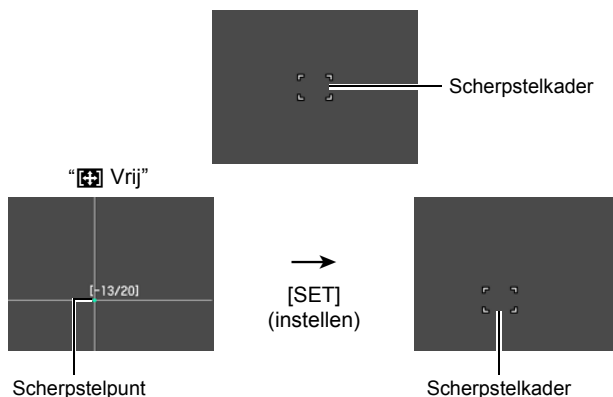 Scherpstelkader
“ Vrij”
[-13/20]
[SET]
(instellen)
Scherpstelpunt
Scherpstelkader